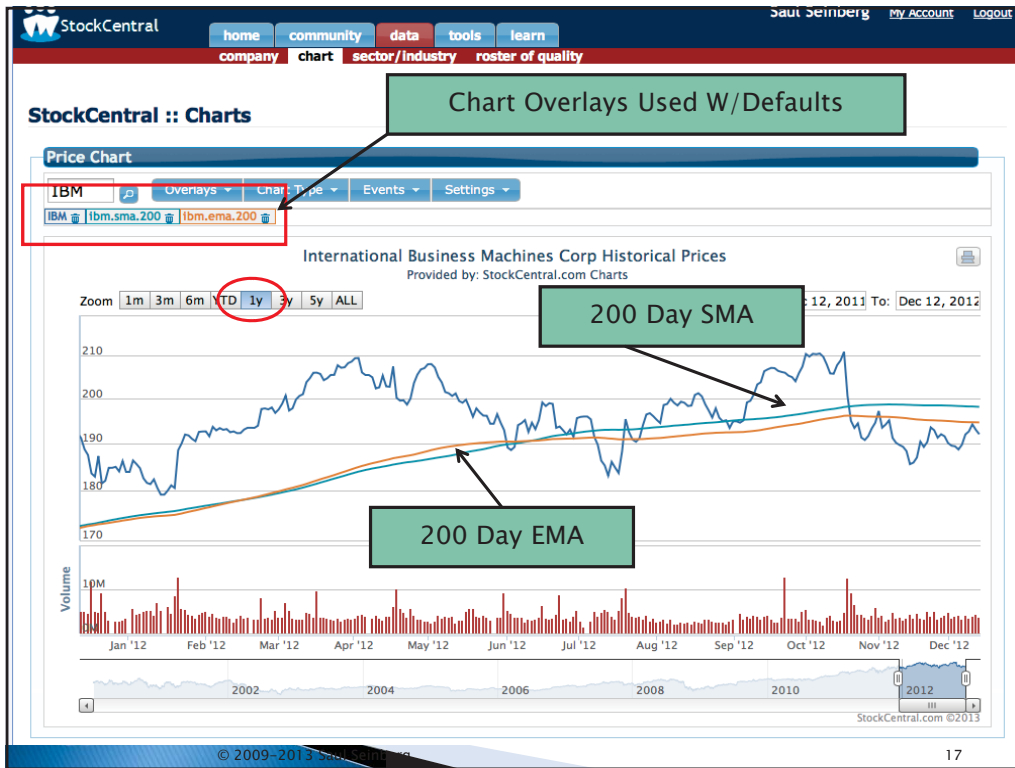 StockCentral
Saul Seinberg My Account Logout
home community data tools learn
company chart sector/industry roster of quality
Chart Overlays Used W/Defaults
StockCentral :: Charts
Price Chart
IBM Overlays Chart Type Events Settings
IBM ibm.sma.200 ibm.ema.200
International Business Machines Corp Historical Prices
Provided by: StockCentral.com Charts
Zoom 1m 3m 6m YTD 1y 3y 5y ALL
12, 2011 To: Dec 12, 2012
200 Day SMA
210
200
190
180
170
200 Day EMA
Volume
10M
0M
Jan '12 Feb '12 Mar '12 Apr '12 May '12 Jun '12 Jul '12 Aug '12 Sep '12 Oct '12 Nov '12 Dec '12
2002 2004 2006 2008 2010 2012
StockCentral.com ©2013
© 2009-2013 Saul Seinberg
17